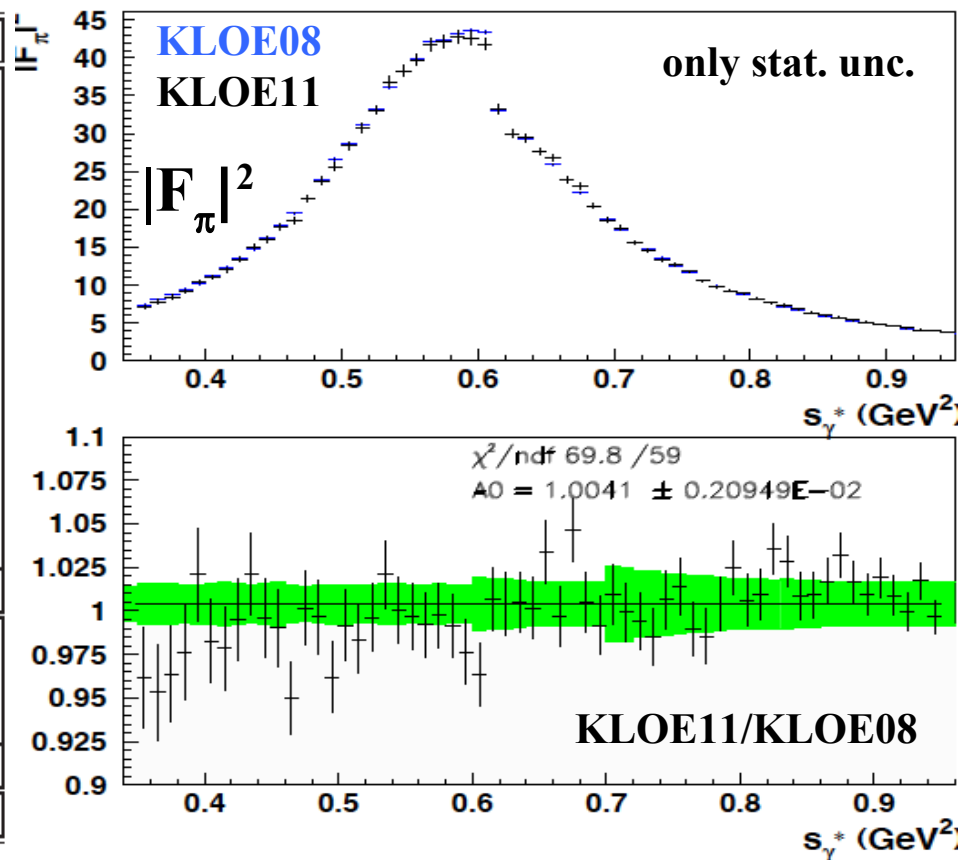 |Fπ|²
45
40
35
30
25
20
15
10
5
0
KLOE08
KLOE11
only stat. unc.
|Fπ|²
0.4 0.5 0.6 0.7 0.8 0.9
sγ* (GeV²)
1.1
1.075
1.05
1.025
1
0.975
0.95
0.925
0.9
χ²/ndf 69.8 /59
A0 = 1.0041 ± 0.20949E−02
KLOE11/KLOE08
0.4 0.5 0.6 0.7 0.8 0.9
sγ* (GeV²)